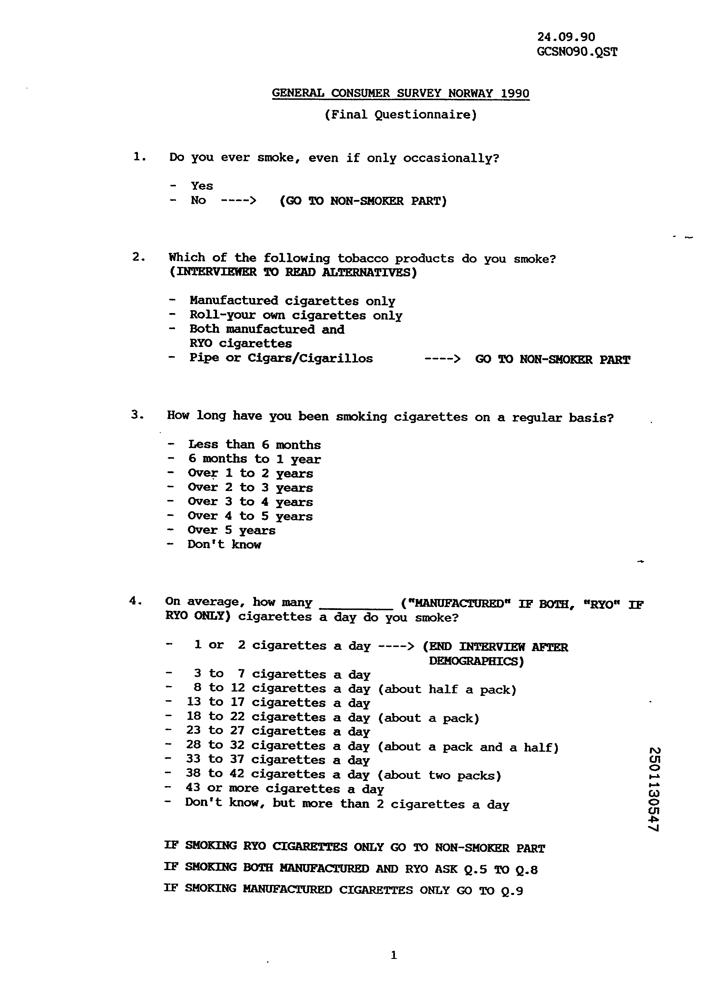 24.09.90
GCSNO90.QST
GENERAL CONSUMER SURVEY NORWAY 1990
(Final Questionnaire)
1. Do you ever smoke, even if only occasionally?
- Yes
- No ----> (GO TO NON-SMOKER PART)
2. Which of the following tobacco products do you smoke?
(INTERVIEWER TO READ ALTERNATIVES)
- Manufactured cigarettes only
- Roll-your own cigarettes only
- Both manufactured and
RYO cigarettes
- Pipe or Cigars/Cigarillos ----> GO TO NON-SMOKER PART
3. How long have you been smoking cigarettes on a regular basis?
- Less than 6 months
- 6 months to 1 year
- Over 1 to 2 years
- Over 2 to 3 years
- Over 3 to 4 years
- Over 4 to 5 years
- Over 5 years
- Don't know
4. On average, how many __________ ("MANUFACTURED" IF BOTH, "RYO" IF
RYO ONLY) cigarettes a day do you smoke?
- 1 or 2 cigarettes a day ----> (END INTERVIEW AFTER
DEMOGRAPHICS)
- 3 to 7 cigarettes a day
- 8 to 12 cigarettes a day (about half a pack)
- 13 to 17 cigarettes a day
- 18 to 22 cigarettes a day (about a pack)
- 23 to 27 cigarettes a day
- 28 to 32 cigarettes a day (about a pack and a half)
- 33 to 37 cigarettes a day
- 38 to 42 cigarettes a day (about two packs)
- 43 or more cigarettes a day
- Don't know, but more than 2 cigarettes a day
IF SMOKING RYO CIGARETTES ONLY GO TO NON-SMOKER PART
IF SMOKING BOTH MANUFACTURED AND RYO ASK Q.5 TO Q.8
IF SMOKING MANUFACTURED CIGARETTES ONLY GO TO Q.9
2501130547
1